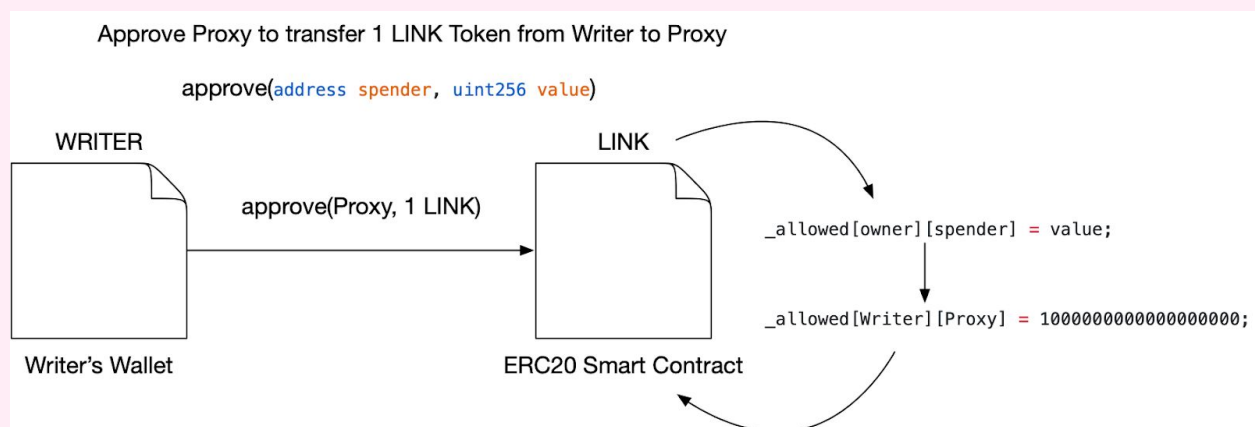 Approve Proxy to transfer 1 LINK Token from Writer to Proxy
approve(address spender, uint256 value)
WRITER
LINK
approve(Proxy, 1 LINK)
_allowed[owner][spender] = value;
_allowed[Writer][Proxy] = 1000000000000000000;
Writer’s Wallet
ERC20 Smart Contract